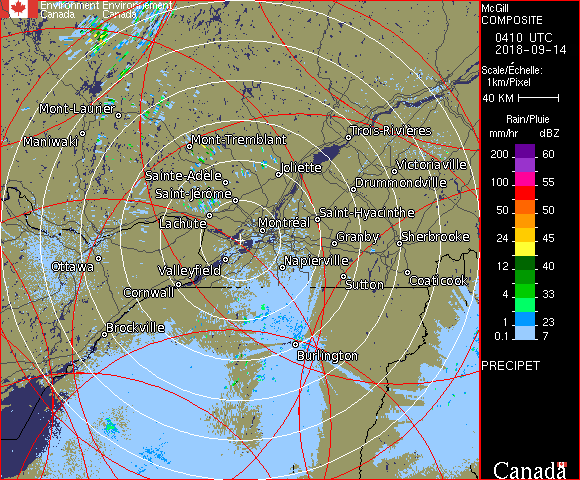 Environment Environnement
Canada Canada
Mont-Laurier
Maniwaki
Mont-Tremblant
Trois-Rivières
Sainte-Adèle
Joliette
Victoriaville
Saint-Jérôme
Drummondville
Lachute
Montréal
Saint-Hyacinthe
Granby
Sherbrooke
Ottawa
Valleyfield
Napierville
Cornwall
Sutton
Coaticook
Brockville
Burlington
McGill
COMPOSITE
0410 UTC
2018-09-14
Scale/Échelle:
1km/Pixel
40 KM
Rain/Pluie
mm/hr dBZ
200 60
100 55
50
50 45
24 45
12 40
4 33
1 23
0.1 7
PRECIPET
Canada